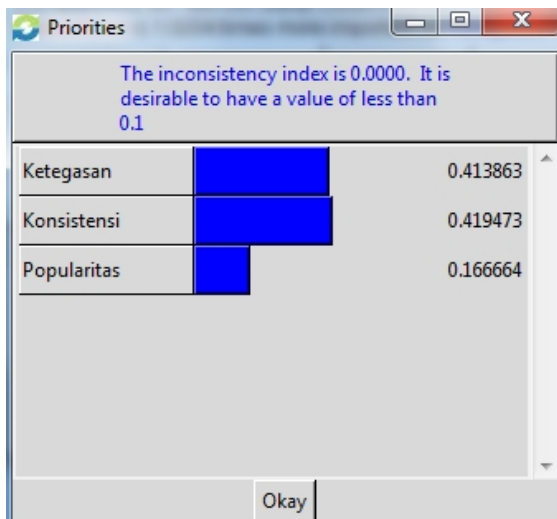 Priorities
The inconsistency index is 0.0000. It is
desirable to have a value of less than
0.1
Ketegasan 0.413863
Konsistensi 0.419473
Popularitas 0.166664
Okay